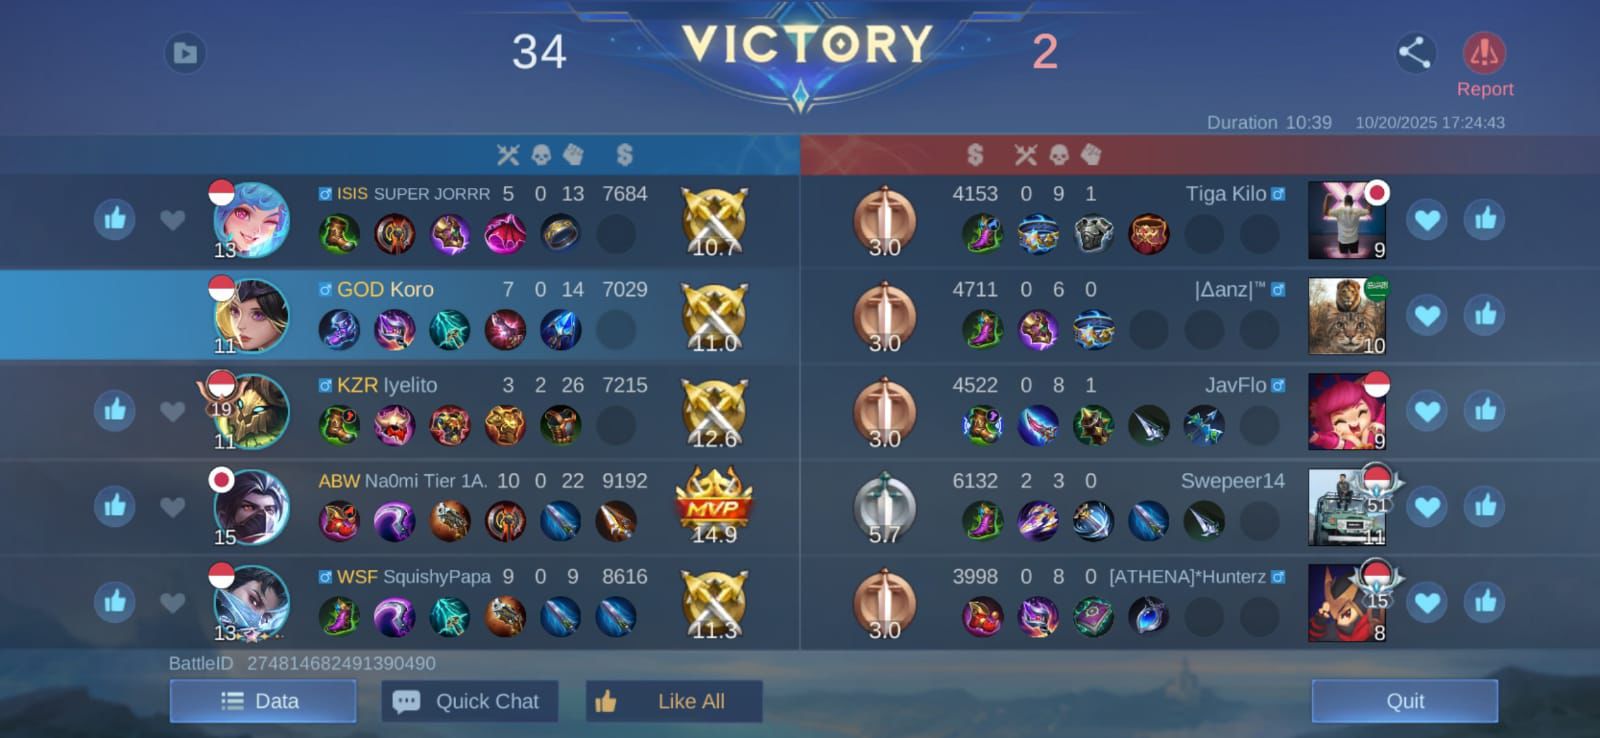 34 VICTORY 2
Report
Duration 10:39 10/20/2025 17:24:43
ISIS SUPER JORRR 5 0 13 7684
13 10.7
3.0 4153 0 9 1 Tiga Kilo 9
GOD Koro 7 0 14 7029
11 11.0
3.0 4711 0 6 0 |Δanz|™ 10
KZR Iyelito 3 2 26 7215
19 11 12.6
3.0 4522 0 8 1 JavFlo 9
ABW Na0mi Tier 1A. 10 0 22 9192
15 MVP 14.9
5.7 6132 2 3 0 Swepeer14 51 11
WSF SquishyPapa 9 0 9 8616
13 11.3
3.0 3998 0 8 0 [ATHENA]*Hunterz 15 8
BattleID 274814682491390490
Data Quick Chat Like All Quit